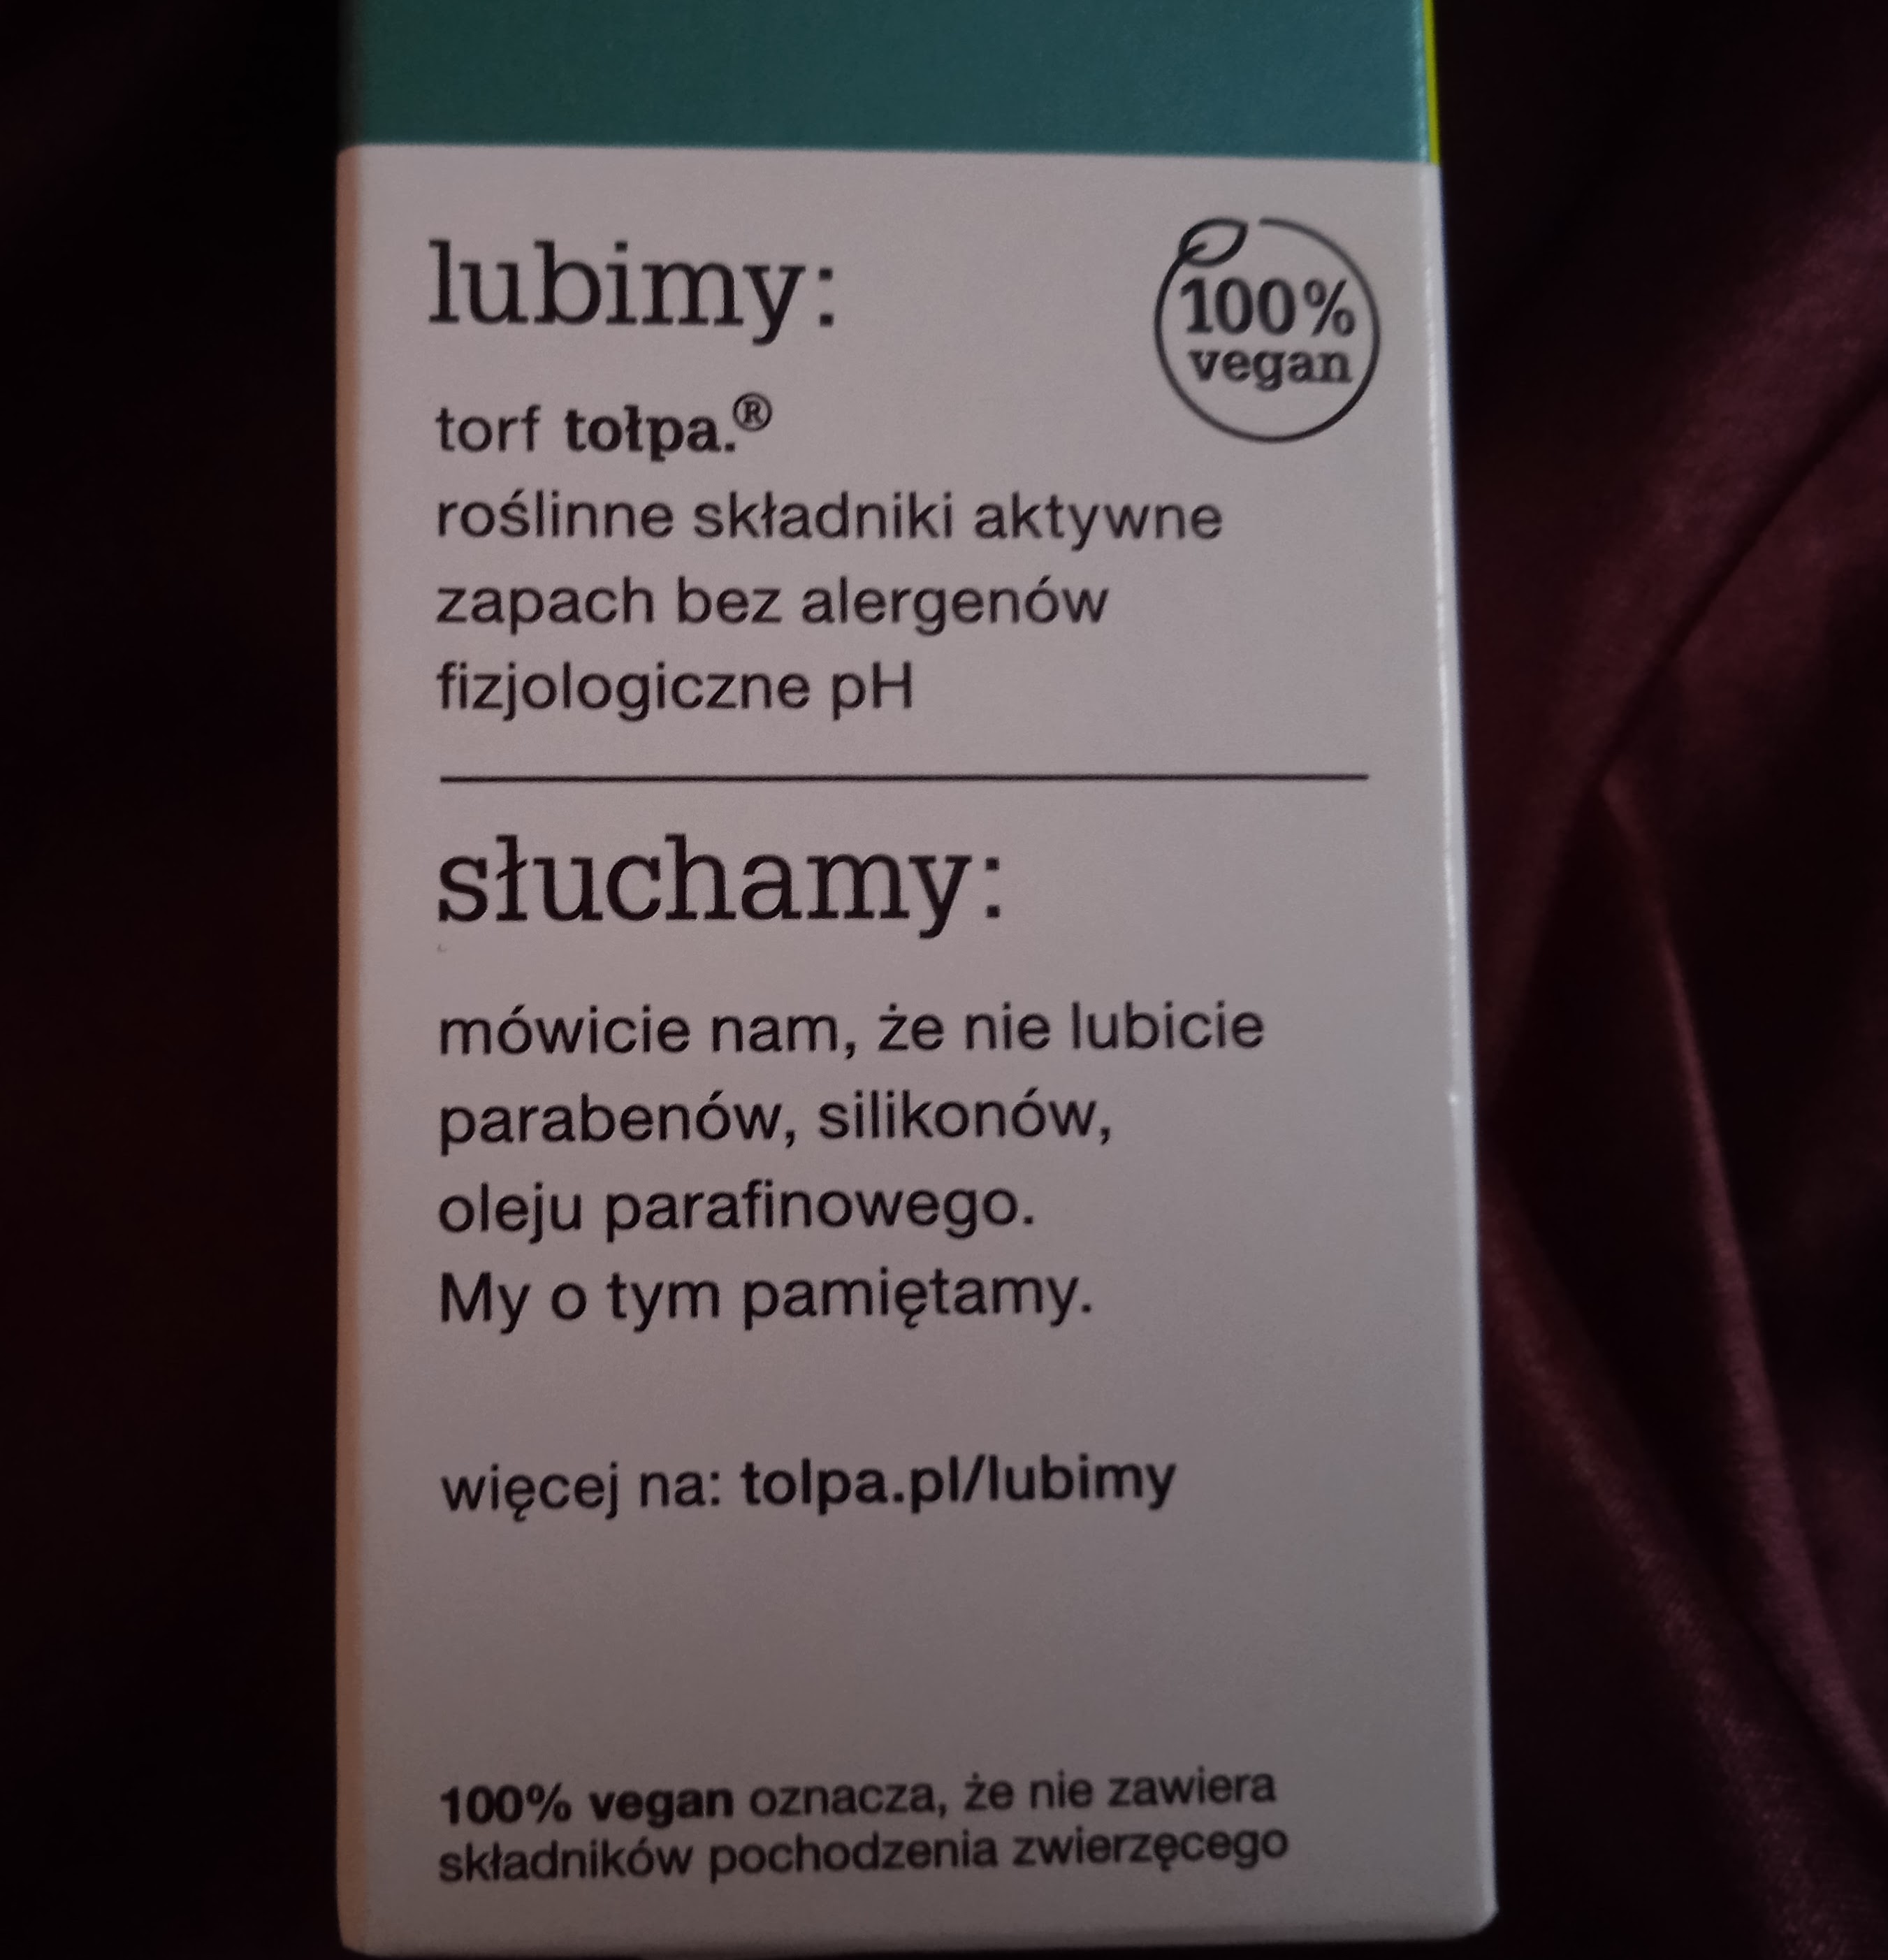 lubimy:
100%
vegan
torf tołpa.®
roślinne składniki aktywne
zapach bez alergenów
fizjologiczne pH
słuchamy:
mówicie nam, że nie lubicie
parabenów, silikonów,
oleju parafinowego.
My o tym pamiętamy.
więcej na: tolpa.pl/lubimy
100% vegan oznacza, że nie zawiera
składników pochodzenia zwierzęcego